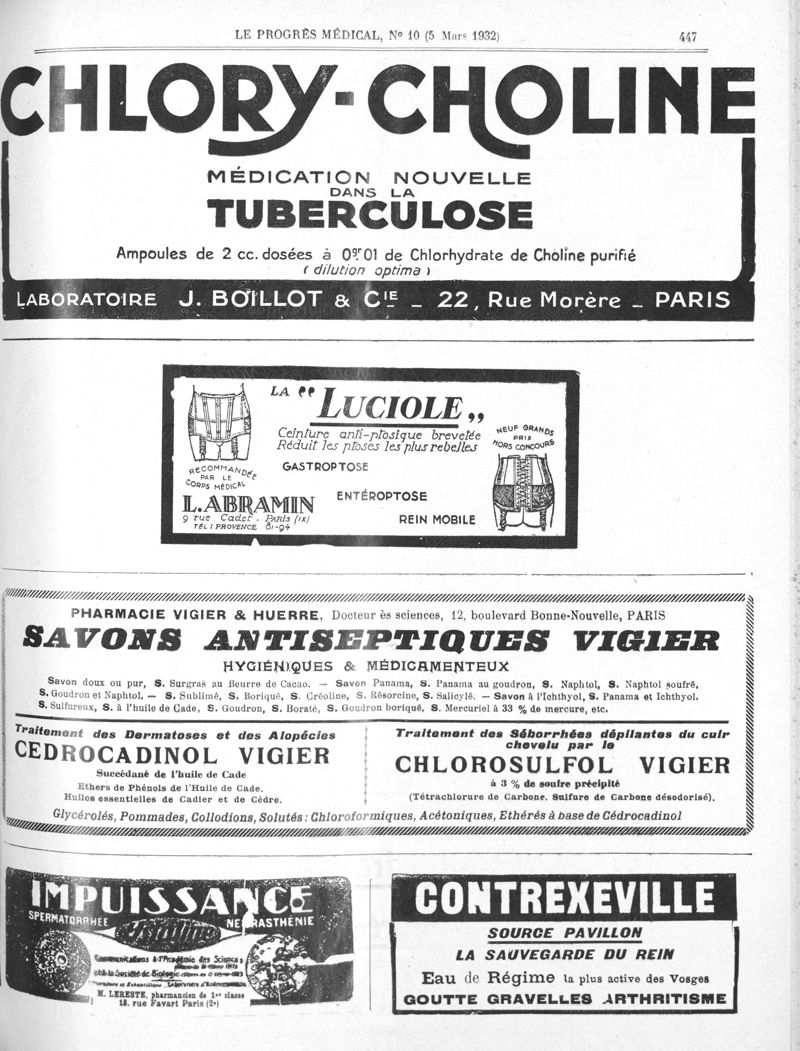 LE PROGRÈS MÉDICAL, No 10 (5 Mars 1932) 447
CHLORY-CHOLINE
MÉDICATION NOUVELLE
DANS LA
TUBERCULOSE
Ampoules de 2 cc. dosées à 0gr01 de Chlorhydrate de Choline purifié
(dilution optima)
LABORATOIRE J. BOILLOT & CIE - 22, Rue Morère - PARIS
LA "LUCIOLE"
Ceinture anti-ptosique brevetée
Réduit les ptoses les plus rebelles
NEUF GRANDS
PRIX
HORS CONCOURS
RECOMMANDÉE
PAR LE
CORPS MÉDICAL
GASTROPTOSE
ENTÉROPTOSE
REIN MOBILE
L. ABRAMIN
9 rue Cadet. Paris (IX)
TÉL: PROVENCE 81-94
PHARMACIE VIGIER & HUERRE, Docteur ès sciences, 12, boulevard Bonne-Nouvelle, PARIS
SAVONS ANTISEPTIQUES VIGIER
HYGIÉNIQUES & MÉDICAMENTEUX
Savon doux ou pur, S. Surgras au Beurre de Cacao. — Savon Panama, S. Panama au goudron, S. Naphtol, S. Naphtol soufré,
S. Goudron et Naphtol. — S. Sublimé, S. Boriqué, S. Créoline, S. Résorcine, S. Salicylé. — Savon à l'Ichthyol, S. Panama et Ichthyol.
S. Sulfureux, S. à l'huile de Cade, S. Goudron, S. Boraté, S. Goudron boriqué, S. Mercuriel à 33 % de mercure, etc.
Traitement des Dermatoses et des Alopécies
CEDROCADINOL VIGIER
Succédané de l'huile de Cade
Ethers de Phénols de l'Huile de Cade.
Huiles essentielles de Cadier et de Cèdre.
Traitement des Séborrhées dépilantes du cuir
chevelu par le
CHLOROSULFOL VIGIER
à 3 % de soufre précipité
(Tétrachlorure de Carbone. Sulfure de Carbone désodorisé).
Glycérolés, Pommades, Collodions, Solutés: Chloroformiques, Acétoniques, Ethérés à base de Cédrocadinol
IMPUISSANCE
SPERMATORRHÉE NEURASTHÉNIE
Communications à l'Académie des Sciences
et à la Société de Biologie
M. LERESTE, pharmancien de 1re classe
18. rue Favart Paris (2e)
CONTREXEVILLE
SOURCE PAVILLON
LA SAUVEGARDE DU REIN
Eau de Régime la plus active des Vosges
GOUTTE GRAVELLES ARTHRITISME